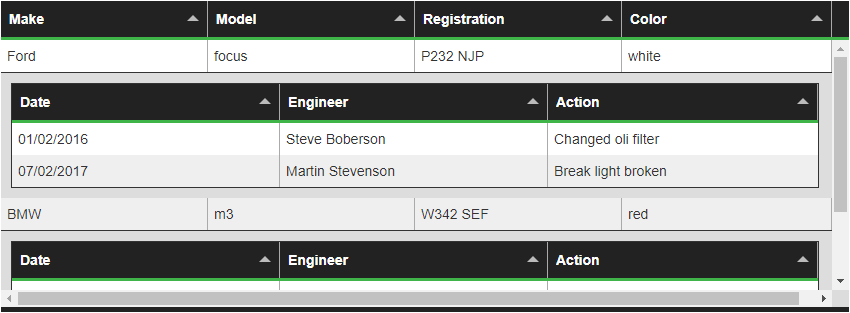 Make Model Registration Color
Ford focus P232 NJP white
Date Engineer Action
01/02/2016 Steve Boberson Changed oli filter
07/02/2017 Martin Stevenson Break light broken
BMW m3 W342 SEF red
Date Engineer Action